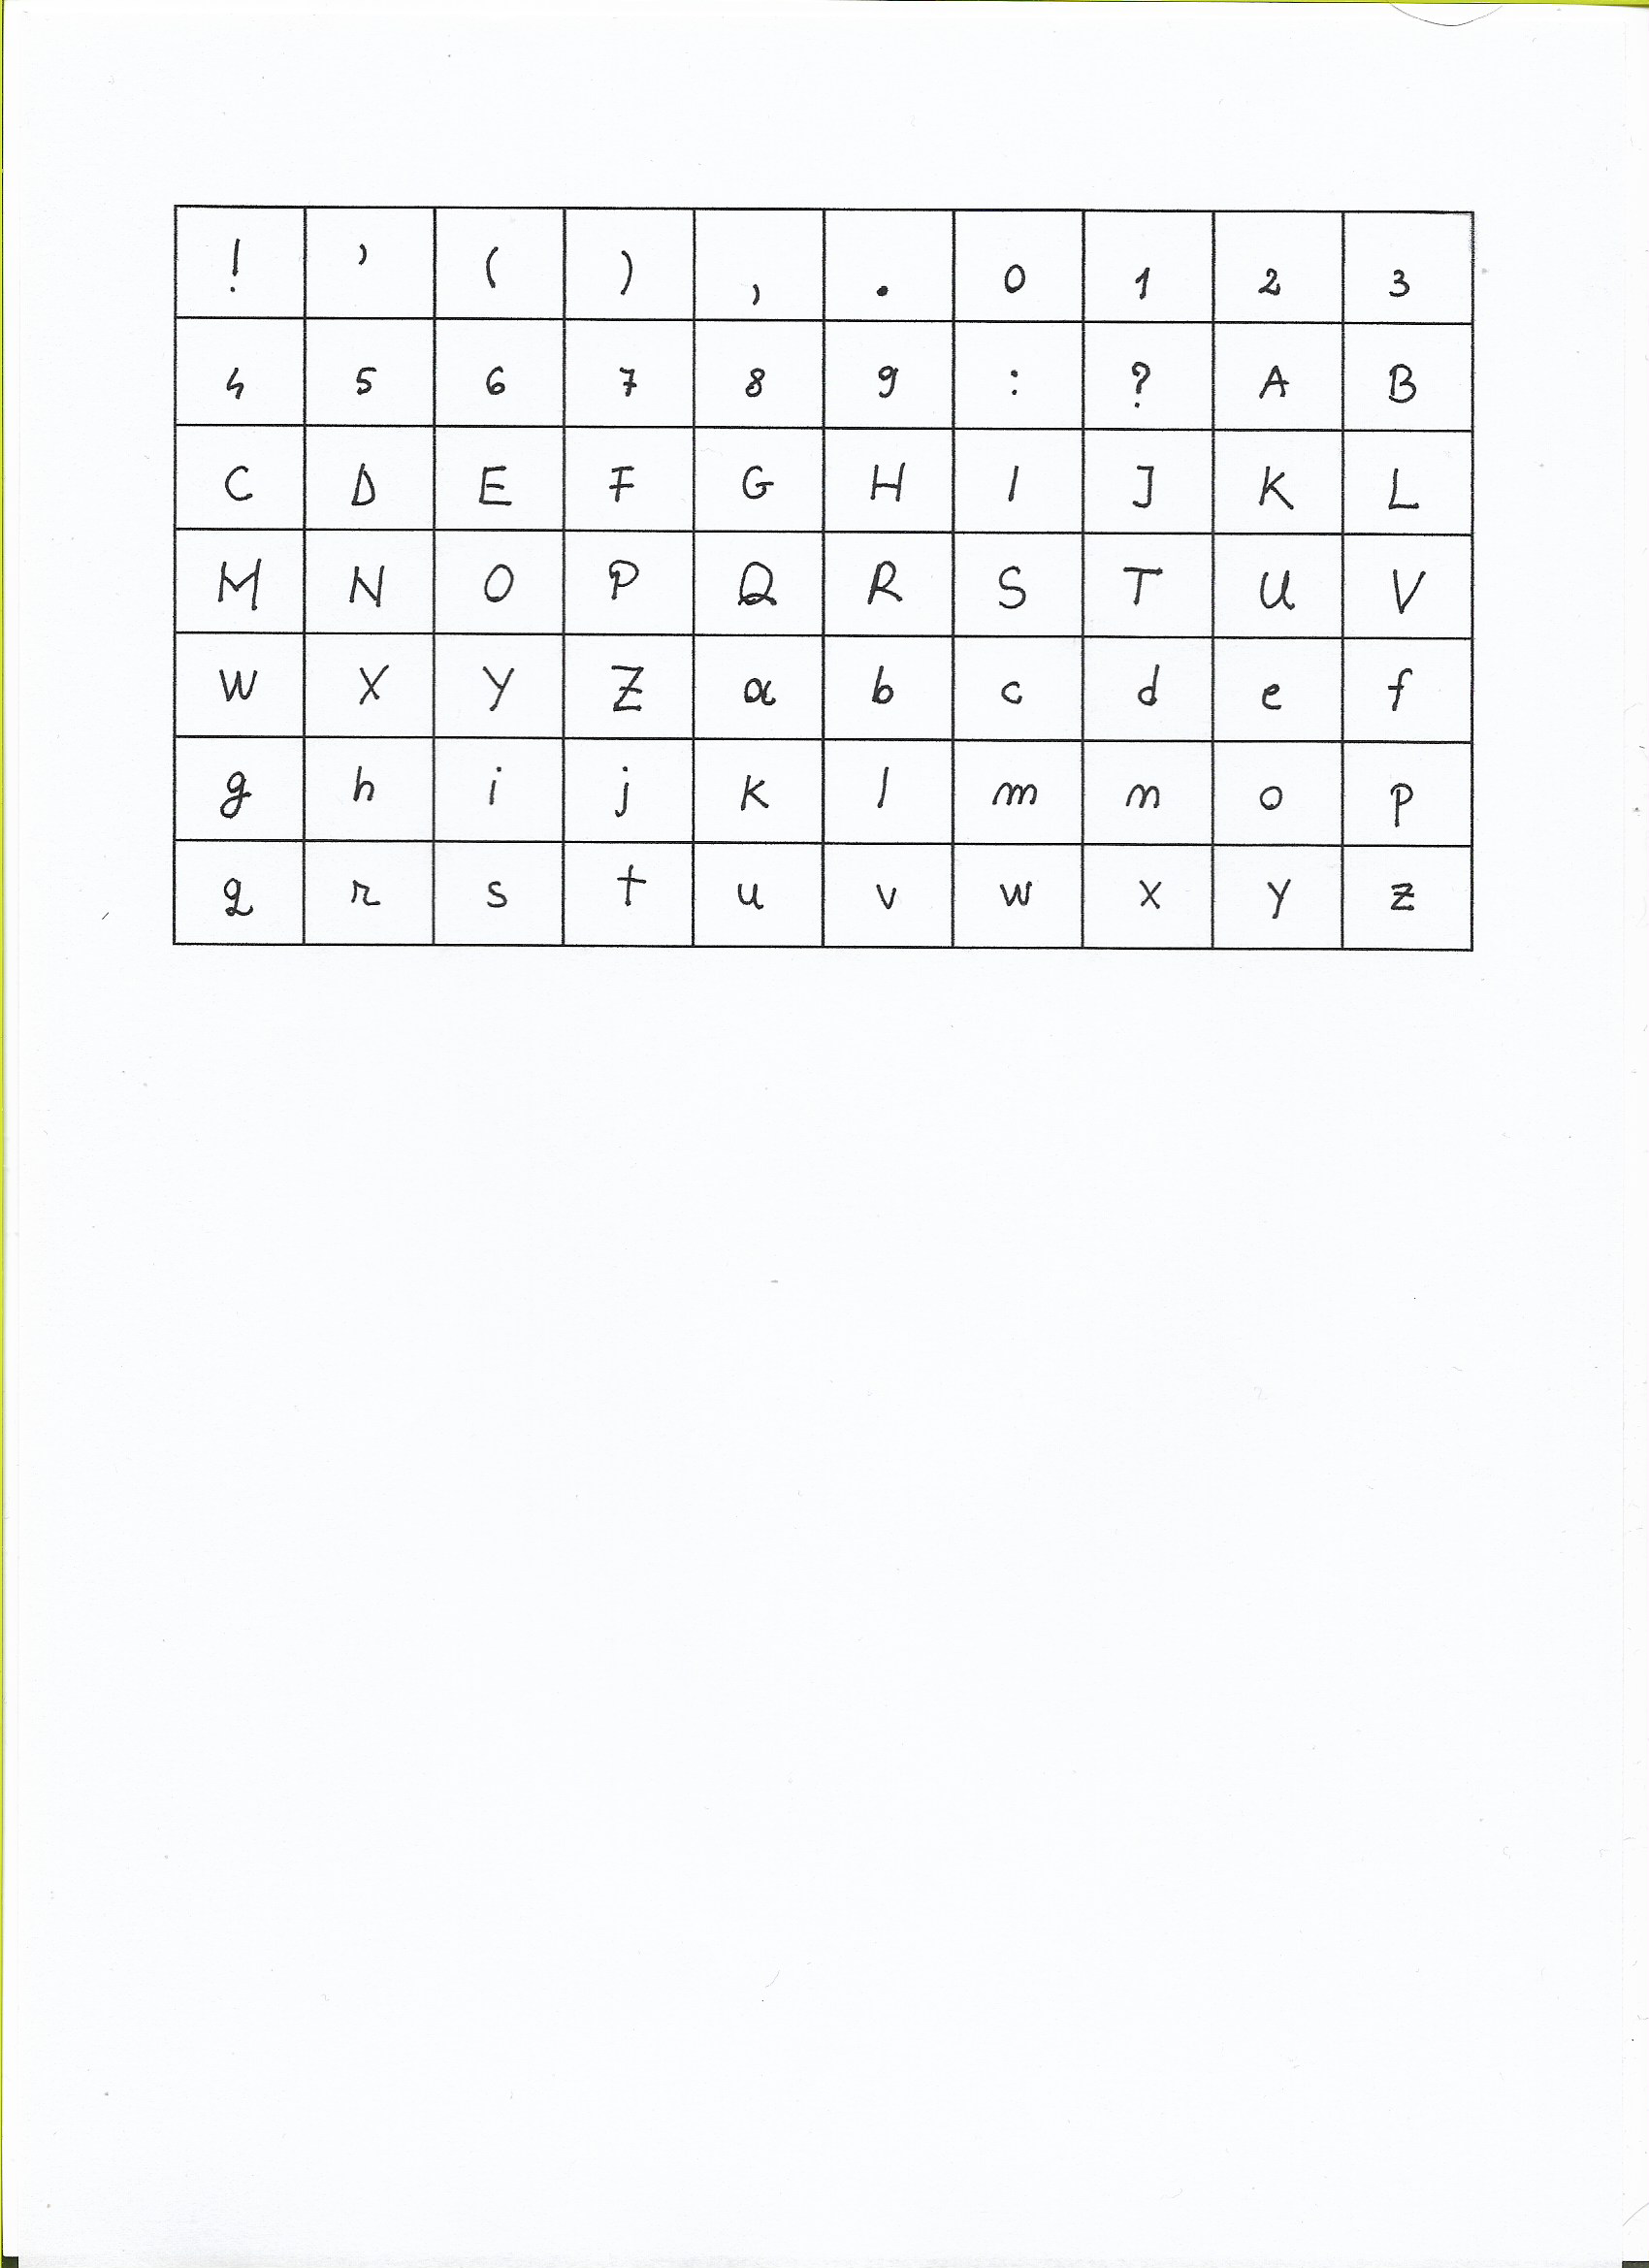 ! ’ ( ) , . 0 1 2 3
4 5 6 7 8 9 : ? A B
C D E F G H I J K L
M N O P Q R S T U V
W X Y Z a b c d e f
g h i j k l m n o p
q r s t u v w x y z